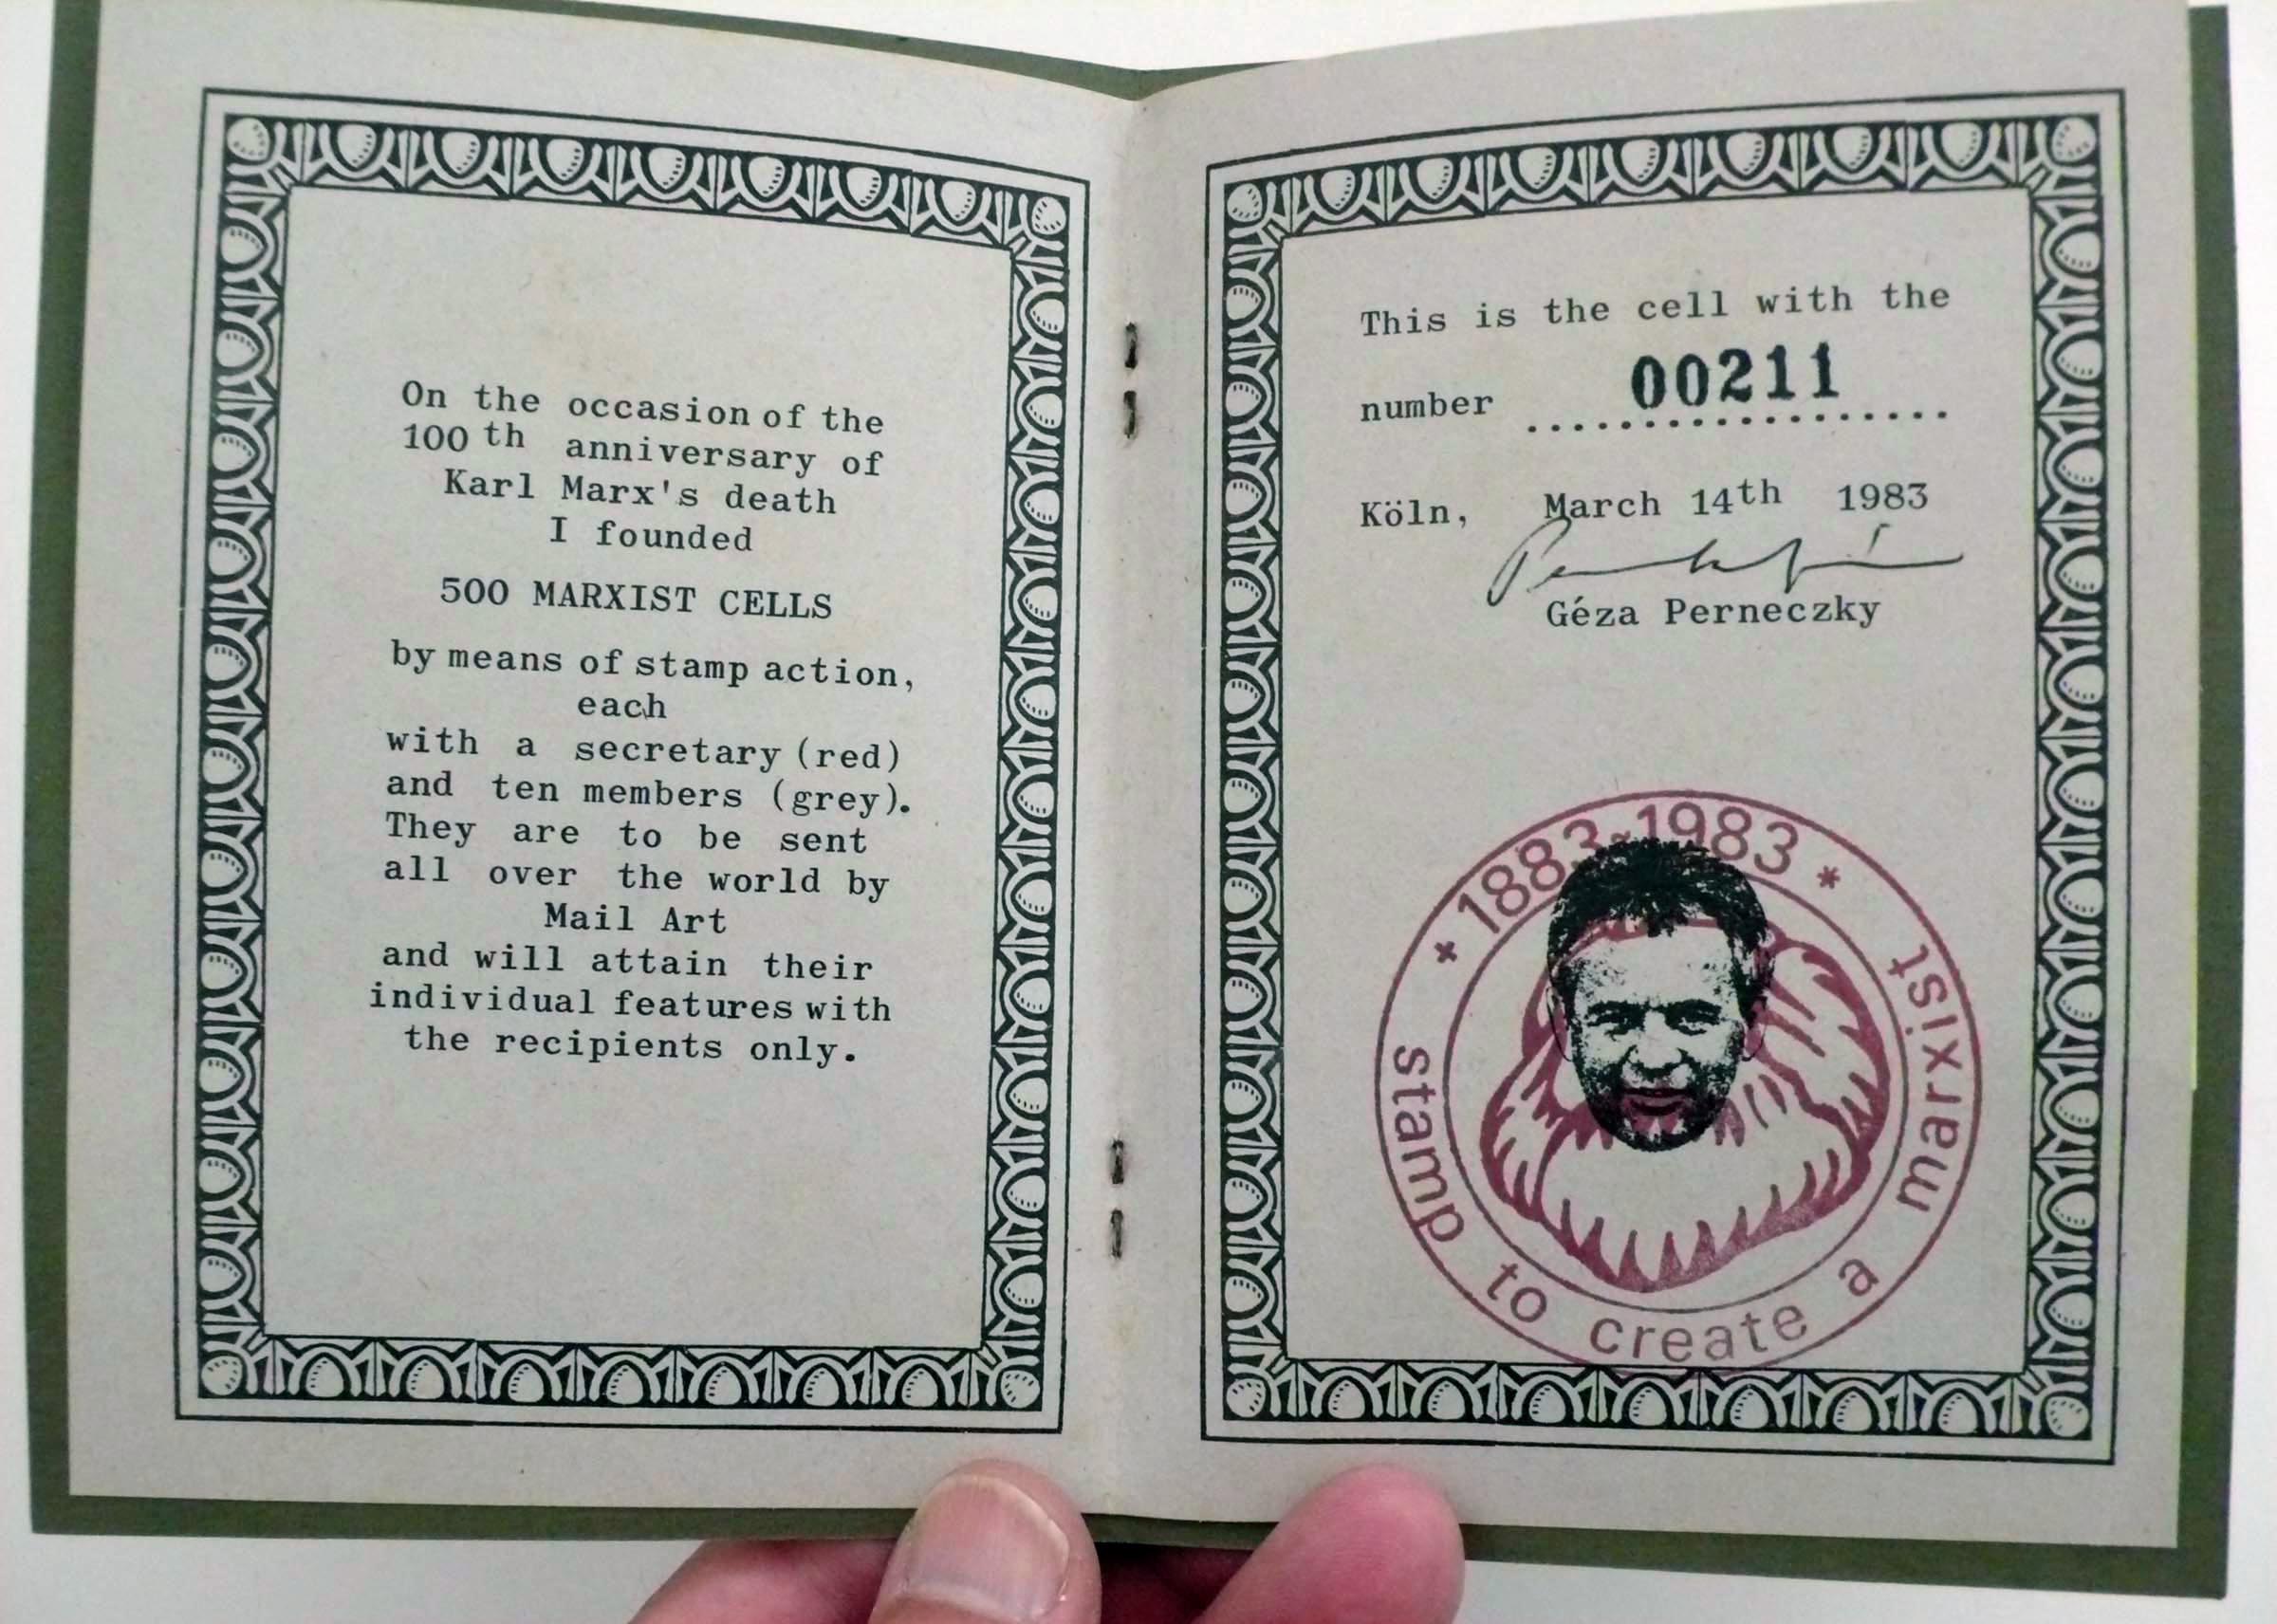 On the occasion of the
100th anniversary of
Karl Marx's death
I founded
500 MARXIST CELLS
by means of stamp action,
each
with a secretary (red)
and ten members (grey).
They are to be sent
all over the world by
Mail Art
and will attain their
individual features with
the recipients only.
This is the cell with the
number 00211
Köln, March 14th 1983
Géza Perneczky
* 1883-1983 *
stamp to create a marxist